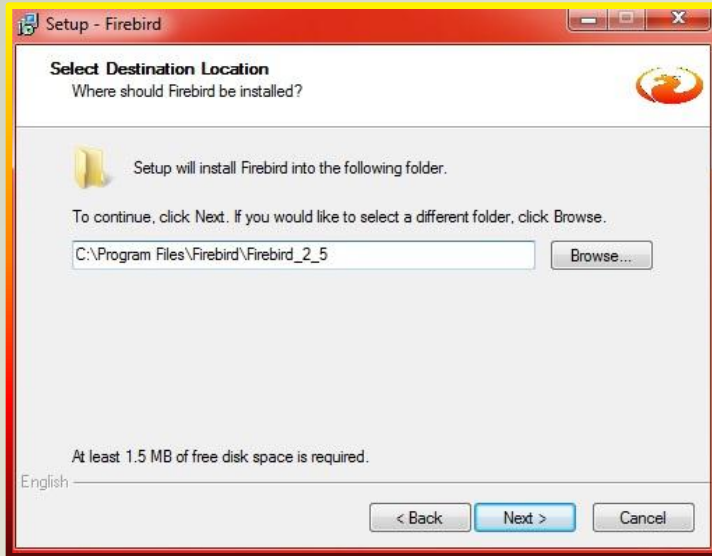 Setup - Firebird
Select Destination Location
Where should Firebird be installed?
Setup will install Firebird into the following folder.
To continue, click Next. If you would like to select a different folder, click Browse.
C:\Program Files\Firebird\Firebird_2_5
Browse...
At least 1.5 MB of free disk space is required.
English
< Back
Next >
Cancel